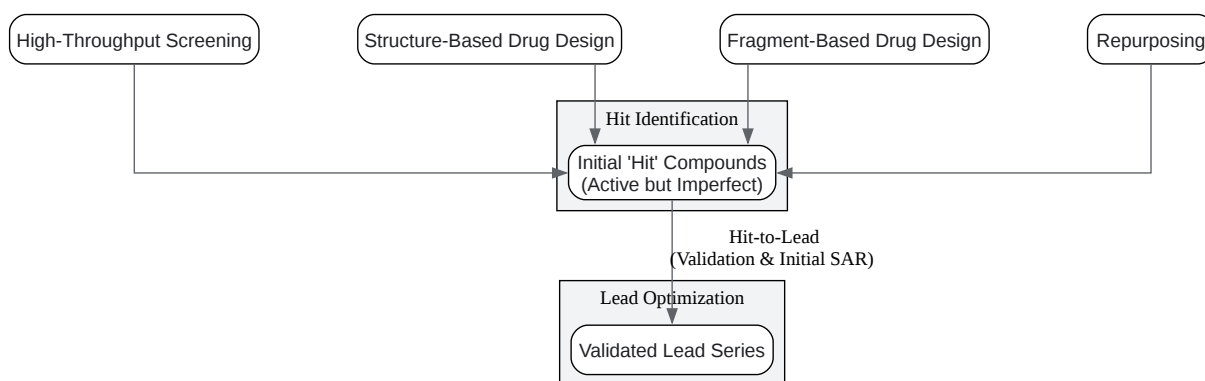 High-Throughput Screening
Structure-Based Drug Design
Fragment-Based Drug Design
Repurposing
Hit Identification
Initial 'Hit' Compounds
(Active but Imperfect)
Hit-to-Lead
(Validation & Initial SAR)
Lead Optimization
Validated Lead Series